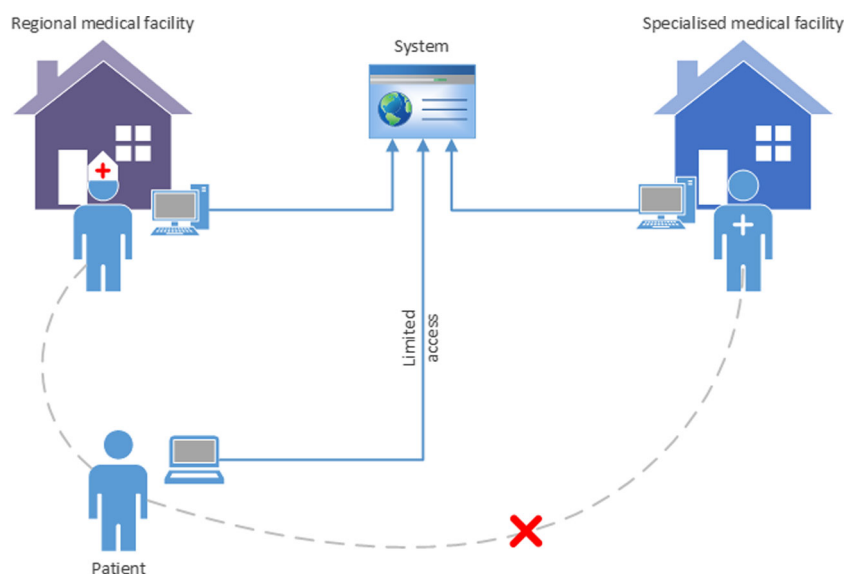 Regional medical facility
System
Specialised medical facility
Limited
access
Patient